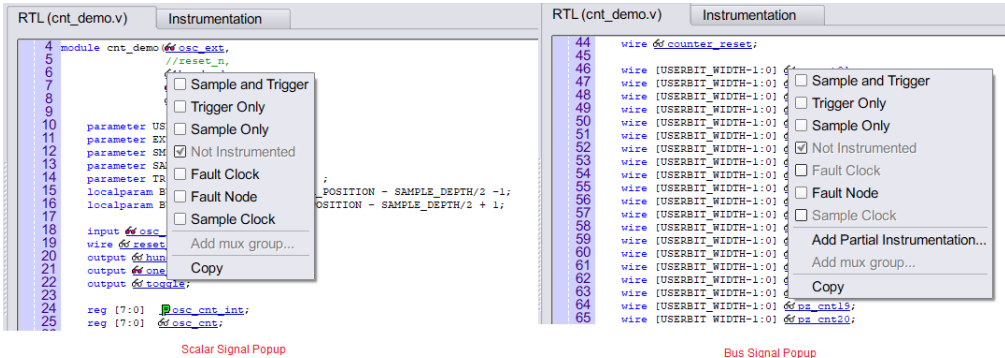 RTL (cnt_demo.v) Instrumentation
4 module cnt_demo(osc_ext,
5 //reset_n,
6
7
8
9
10 parameter US
11 parameter EX
12 parameter SM
13 parameter SA
14 parameter TR ;
15 localparam B _POSITION - SAMPLE_DEPTH/2 -1;
16 localparam B OSITION - SAMPLE_DEPTH/2 + 1;
17
18 input osc_
19 wire reset
20 output hun
21 output one
22 output toggle;
23
24 reg [7:0] osc_cnt_int;
25 reg [7:0] osc_cnt;
Sample and Trigger
Trigger Only
Sample Only
Not Instrumented
Fault Clock
Fault Node
Sample Clock
Add mux group...
Copy
Scalar Signal Popup
RTL (cnt_demo.v) Instrumentation
44 wire counter_reset;
45
46 wire [USERBIT_WIDTH-1:0]
47 wire [USERBIT_WIDTH-1:0]
48 wire [USERBIT_WIDTH-1:0]
49 wire [USERBIT_WIDTH-1:0]
50 wire [USERBIT_WIDTH-1:0]
51 wire [USERBIT_WIDTH-1:0]
52 wire [USERBIT_WIDTH-1:0]
53 wire [USERBIT_WIDTH-1:0]
54 wire [USERBIT_WIDTH-1:0]
55 wire [USERBIT_WIDTH-1:0]
56 wire [USERBIT_WIDTH-1:0]
57 wire [USERBIT_WIDTH-1:0]
58 wire [USERBIT_WIDTH-1:0]
59 wire [USERBIT_WIDTH-1:0]
60 wire [USERBIT_WIDTH-1:0]
61 wire [USERBIT_WIDTH-1:0]
62 wire [USERBIT_WIDTH-1:0]
63 wire [USERBIT_WIDTH-1:0]
64 wire [USERBIT_WIDTH-1:0] pz_cnt19;
65 wire [USERBIT_WIDTH-1:0] pz_cnt20;
Sample and Trigger
Trigger Only
Sample Only
Not Instrumented
Fault Clock
Fault Node
Sample Clock
Add Partial Instrumentation...
Add mux group...
Copy
Bus Signal Popup